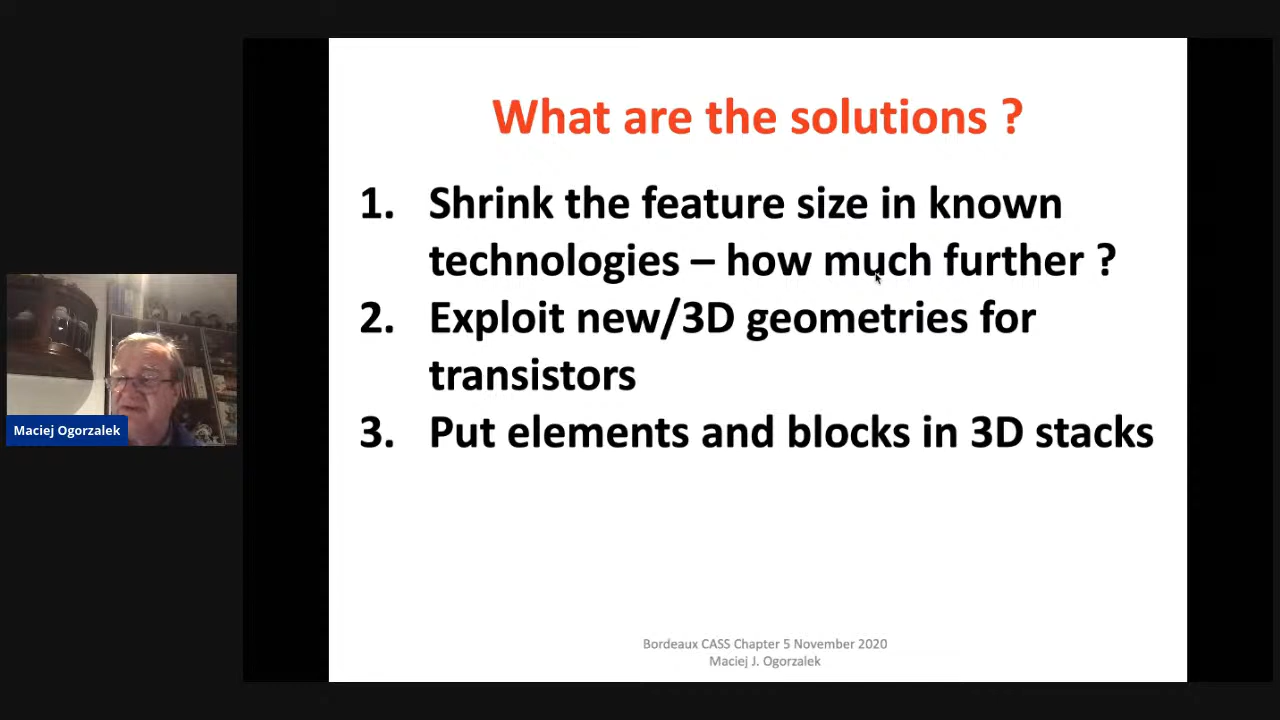 What are the solutions ?
1. Shrink the feature size in known
technologies – how much further ?
2. Exploit new/3D geometries for
transistors
3. Put elements and blocks in 3D stacks
Maciej Ogorzalek
Bordeaux CASS Chapter 5 November 2020
Maciej J. Ogorzalek